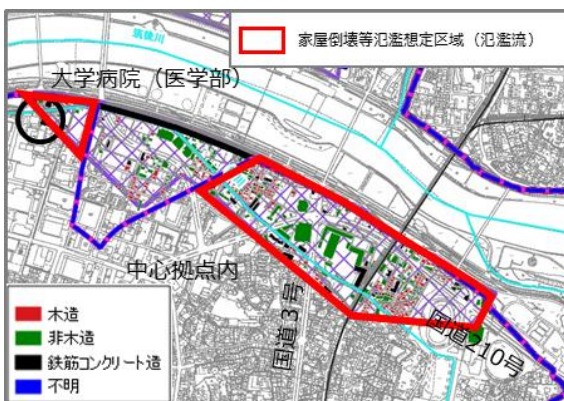 筑後川
家屋倒壊等氾濫想定区域（氾濫流）
大学病院（医学部）
中心拠点内
国道３号
国道210号
木造
非木造
鉄筋コンクリート造
不明